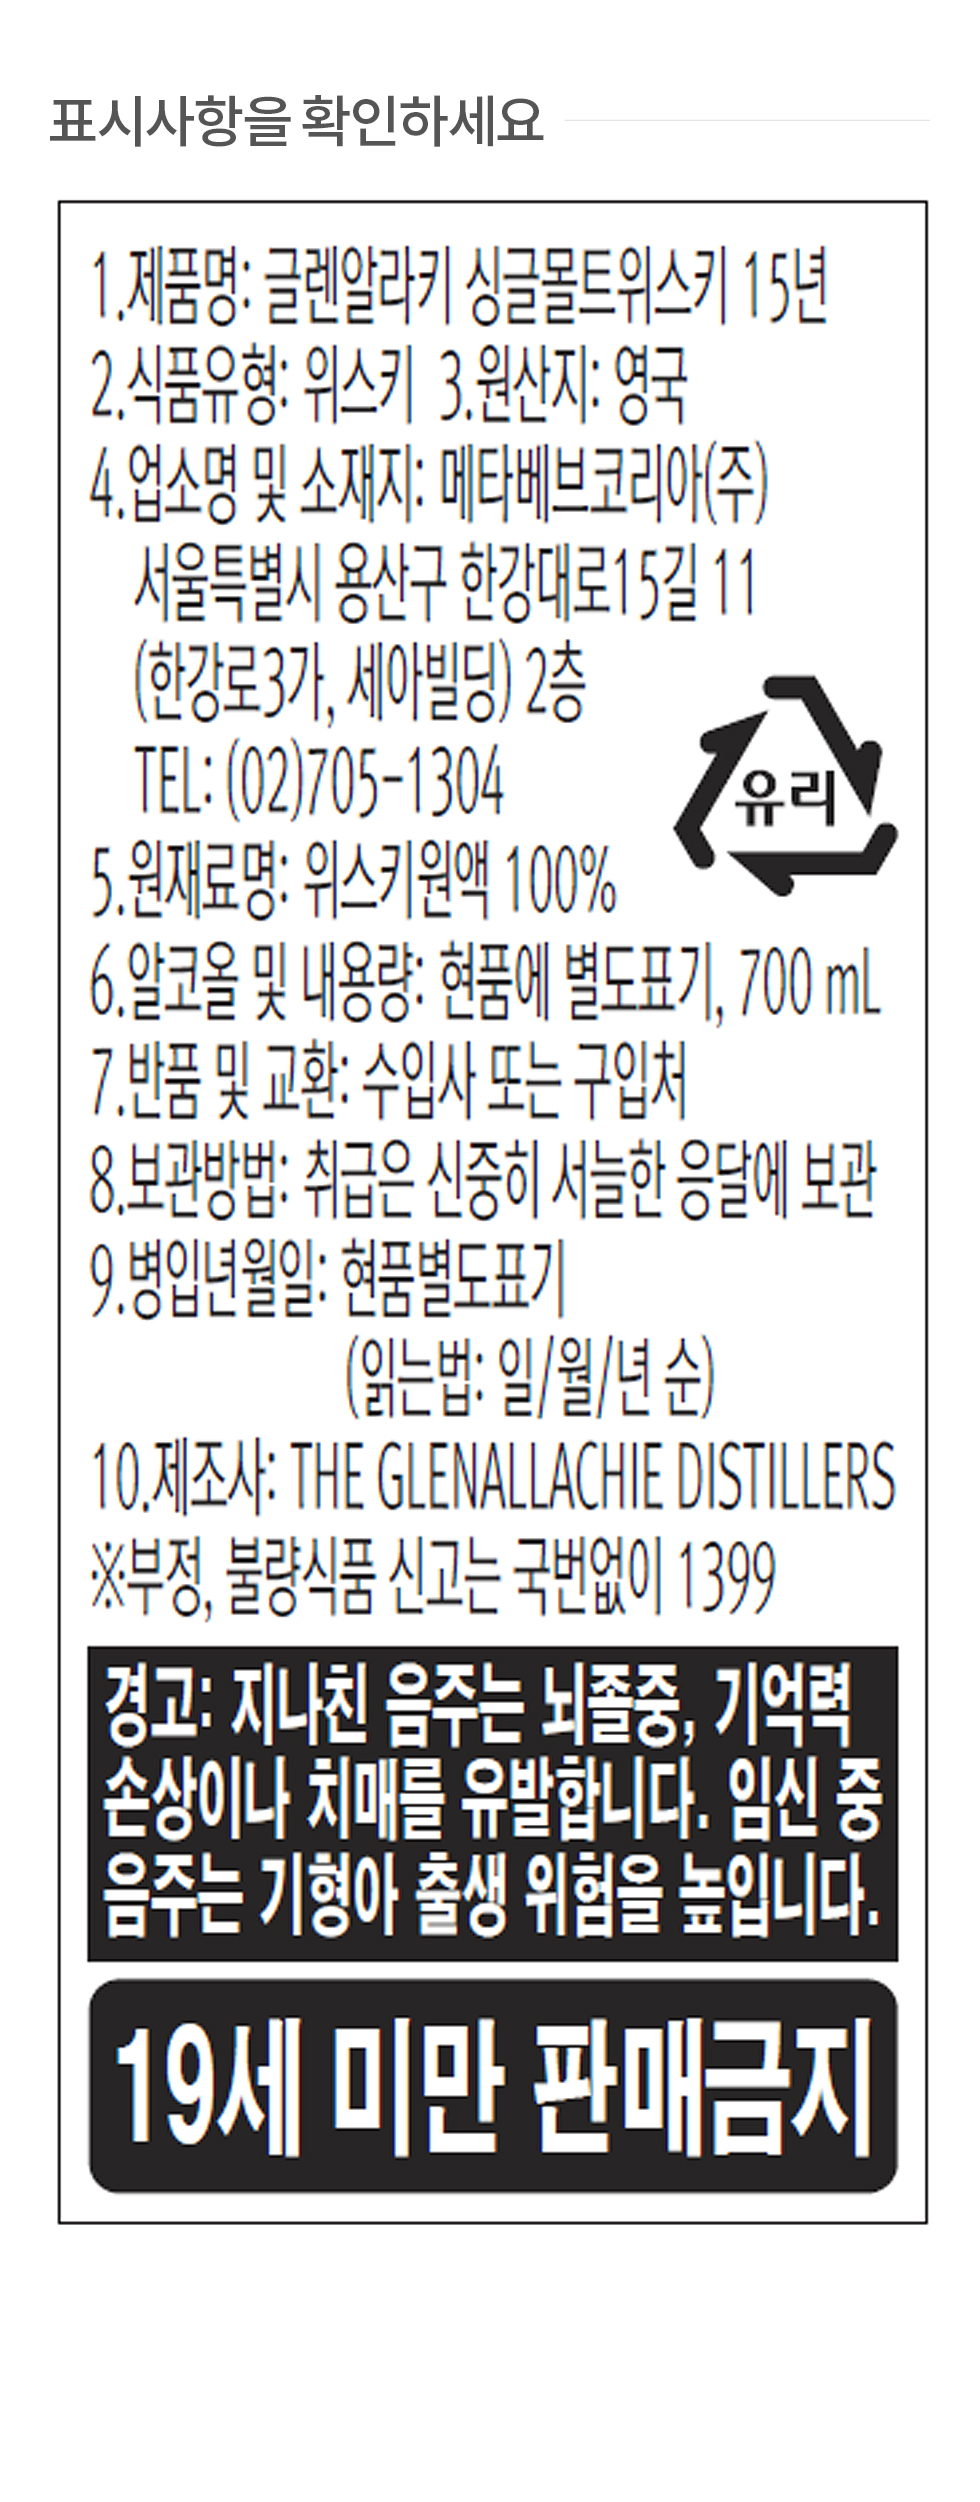 표시사항을 확인하세요
1.제품명: 글렌알라키 싱글몰트위스키 15년
2.식품유형: 위스키 3.원산지: 영국
4.업소명 및 소재지: 메타베브코리아(주)
서울특별시 용산구 한강대로15길 11
(한강로3가, 세아빌딩) 2층
TEL: (02)705-1304
유리
5.원재료명: 위스키원액 100%
6.알코올 및 내용량: 현품에 별도표기, 700 mL
7.반품 및 교환: 수입사 또는 구입처
8.보관방법: 취급은 신중히 서늘한 응달에 보관
9.병입년월일: 현품별도표기
(읽는법: 일/월/년 순)
10.제조사: THE GLENALLACHIE DISTILLERS
※부정, 불량식품 신고는 국번없이 1399
경고: 지나친 음주는 뇌졸중, 기억력
손상이나 치매를 유발합니다. 임신 중
음주는 기형아 출생 위험을 높입니다.
19세 미만 판매금지